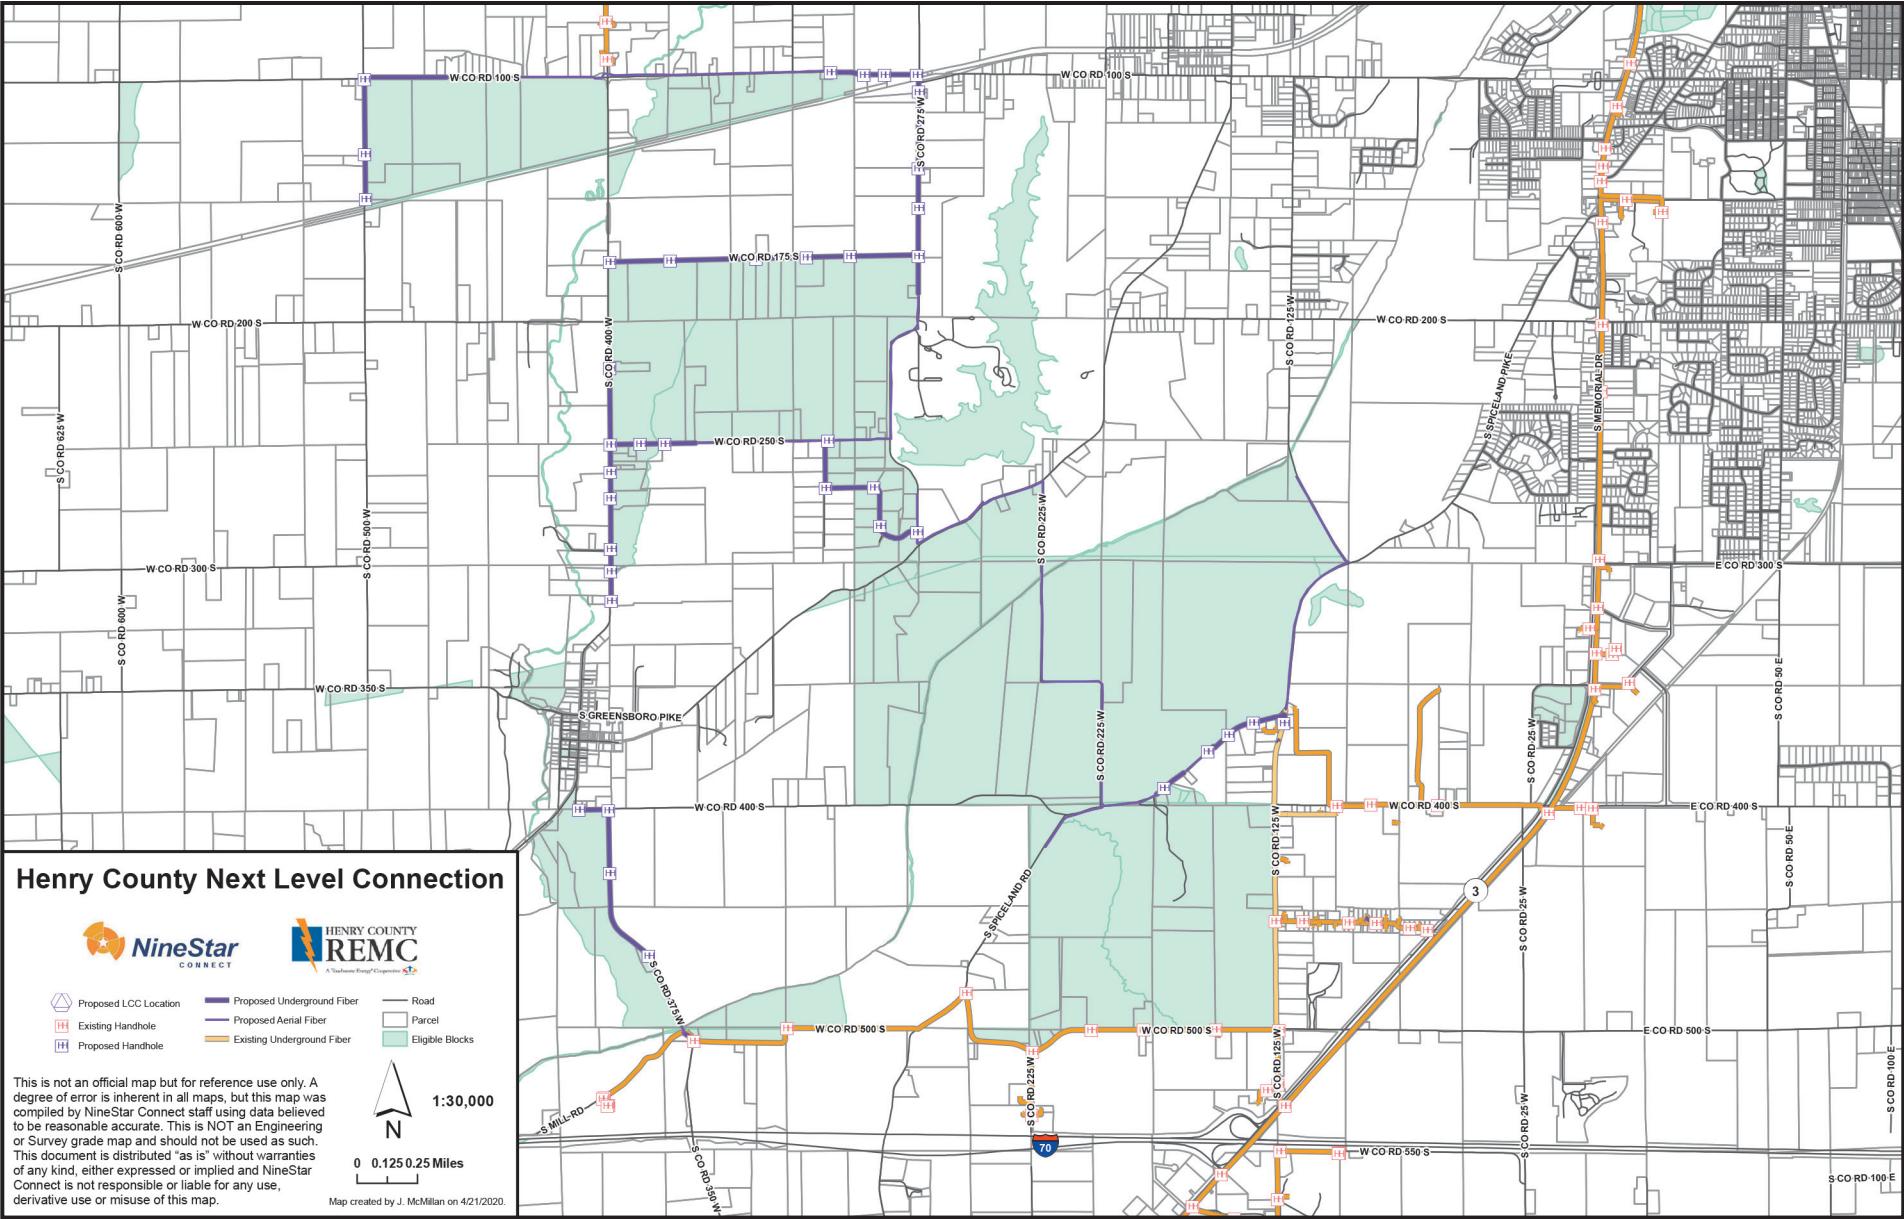 W CO RD 100 S
W CO RD 100 S
S CO RD 275 W
S CO RD 600 W
W CO RD 175 S
W CO RD 200 S
W CO RD 200 S
S CO RD 400 W
S CO RD 125 W
S SPICELAND PIKE
S MEMORIAL DR
S CO RD 625 W
W CO RD 250 S
S CO RD 500 W
S CO RD 225 W
W CO RD 300 S
E CO RD 300 S
S CO RD 600 W
W CO RD 350 S
S GREENSBORO PIKE
S CO RD 50 E
S CO RD 225 W
S CO RD 25 W
W CO RD 400 S
W CO RD 400 S
E CO RD 400 S
S CO RD 125 W
S CO RD 50 E
S SPICELAND RD
3
S CO RD 25 W
S CO RD 375 W
W CO RD 500 S
W CO RD 500 S
E CO RD 500 S
S CO RD 225 W
S CO RD 125 W
S CO RD 100 E
S MILL RD
S CO RD 25 W
70
W CO RD 550 S
S CO RD 350 W
S CO RD 100 E
Henry County Next Level Connection
NineStar
CONNECT
HENRY COUNTY
REMC
A Touchstone Energy® Cooperative
Proposed LCC Location
Existing Handhole
Proposed Handhole
Proposed Underground Fiber
Proposed Aerial Fiber
Existing Underground Fiber
Road
Parcel
Eligible Blocks
This is not an official map but for reference use only. A
degree of error is inherent in all maps, but this map was
compiled by NineStar Connect staff using data believed
to be reasonable accurate. This is NOT an Engineering
or Survey grade map and should not be used as such.
This document is distributed “as is” without warranties
of any kind, either expressed or implied and NineStar
Connect is not responsible or liable for any use,
derivative use or misuse of this map.
N
1:30,000
0 0.125 0.25 Miles
Map created by J. McMillan on 4/21/2020.